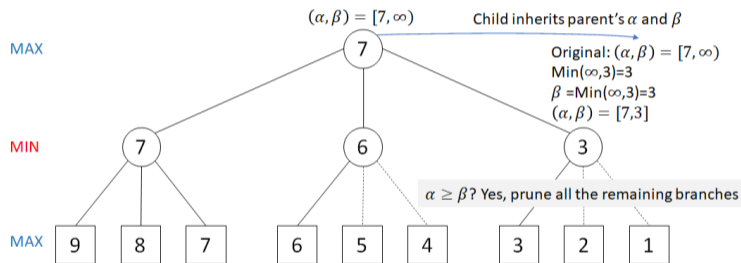 (α, β) = [7, ∞)
Child inherits parent's α and β
MAX
7
Original: (α, β) = [7, ∞)
Min(∞,3)=3
β =Min(∞,3)=3
(α, β) = [7,3]
MIN
7
6
3
α ≥ β? Yes, prune all the remaining branches
MAX
9
8
7
6
5
4
3
2
1